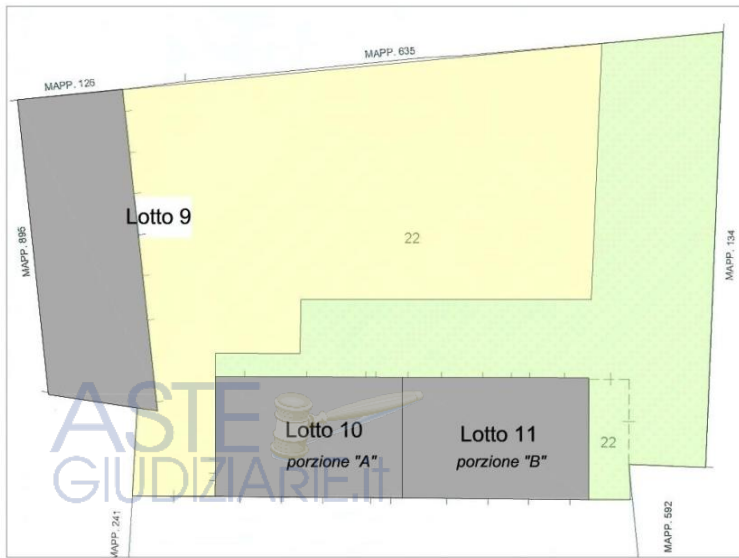 MAPP. 635
MAPP. 126
Lotto 9
MAPP. 895
22
MAPP. 134
Lotto 10
porzione "A"
Lotto 11
porzione "B"
22
ASTE
GIUDIZIARIE.it
MAPP. 241
MAPP. 592